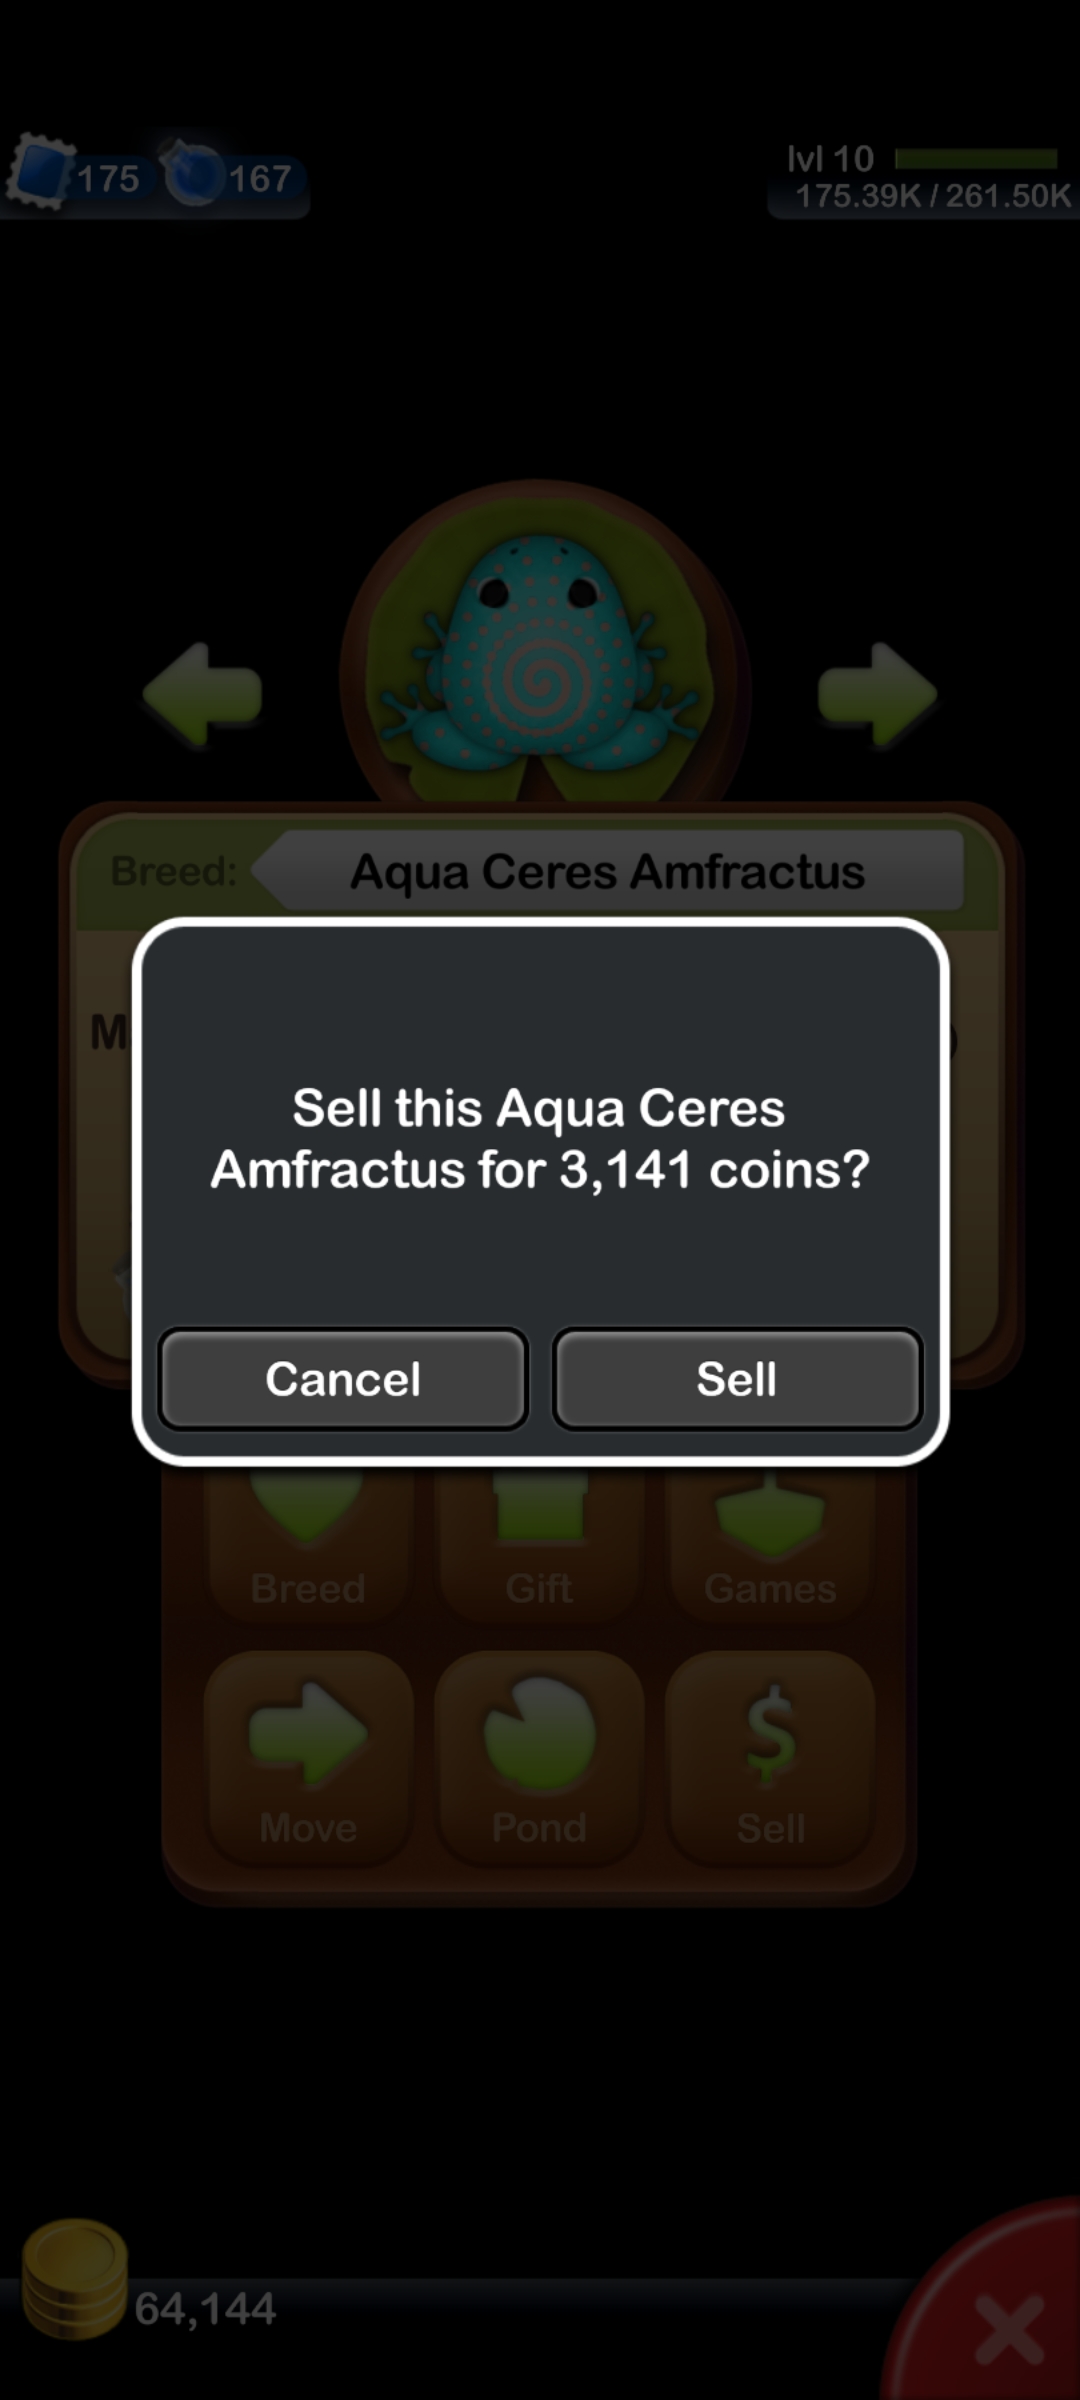 175
167
lvl 10
175.39K / 261.50K
Breed:
Aqua Ceres Amfractus
Sell this Aqua Ceres
Amfractus for 3,141 coins?
Cancel
Sell
Breed
Gift
Games
Move
Pond
Sell
64,144